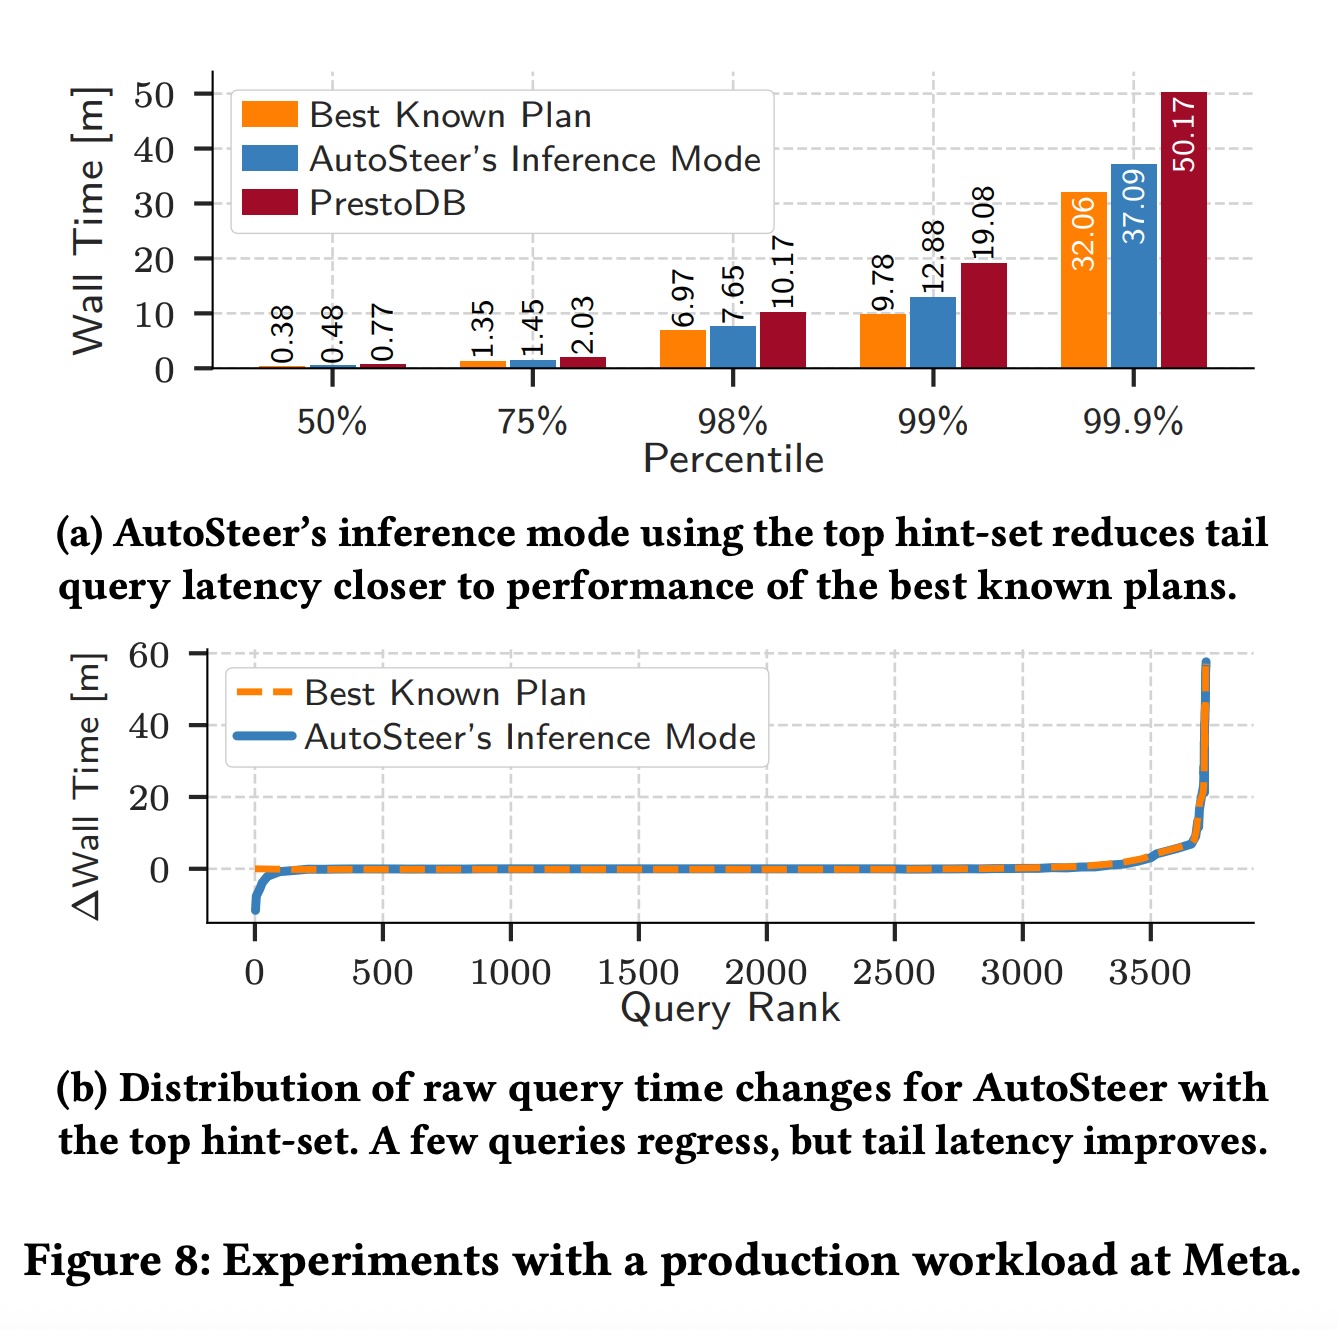 50
40
30
20
10
0
Wall Time [m]
Best Known Plan
AutoSteer's Inference Mode
PrestoDB
0.38
0.48
0.77
1.35
1.45
2.03
6.97
7.65
10.17
9.78
12.88
19.08
32.06
37.09
50.17
50%
75%
98%
99%
99.9%
Percentile
(a) AutoSteer’s inference mode using the top hint-set reduces tail
query latency closer to performance of the best known plans.
60
40
20
0
ΔWall Time [m]
Best Known Plan
AutoSteer's Inference Mode
0
500
1000
1500
2000
2500
3000
3500
Query Rank
(b) Distribution of raw query time changes for AutoSteer with
the top hint-set. A few queries regress, but tail latency improves.
Figure 8: Experiments with a production workload at Meta.